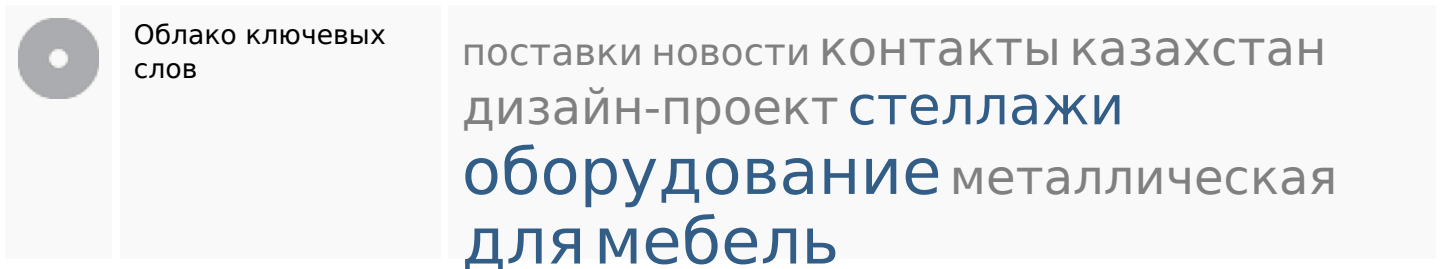 Облако ключевых
слов
поставки новости контакты казахстан
дизайн-проект стеллажи
оборудование металлическая
для мебель